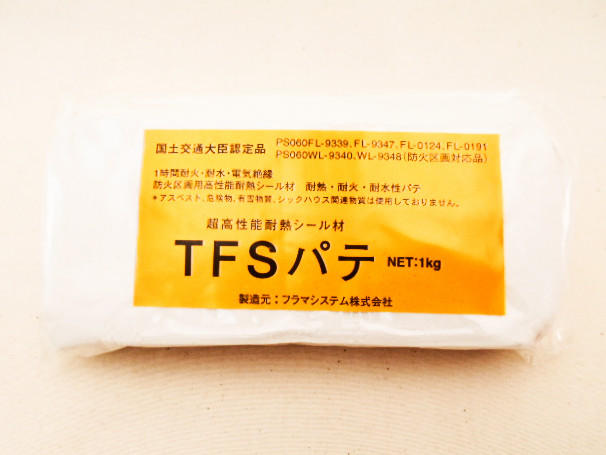 国土交通大臣認定品 PS060FL-9339、FL-9347、FL-0124、FL-0191
PS060WL-9340、WL-9348(防火区画対応品)
1時間耐火・耐水・電気絶縁
防火区画用高性能耐熱シール材 耐熱・耐火・耐水性パテ
*アスベスト、危険物、有害物質、シックハウス関連物質は使用しておりません。
超高性能耐熱シール材
TFSパテ NET:1kg
製造元:フラマシステム株式会社